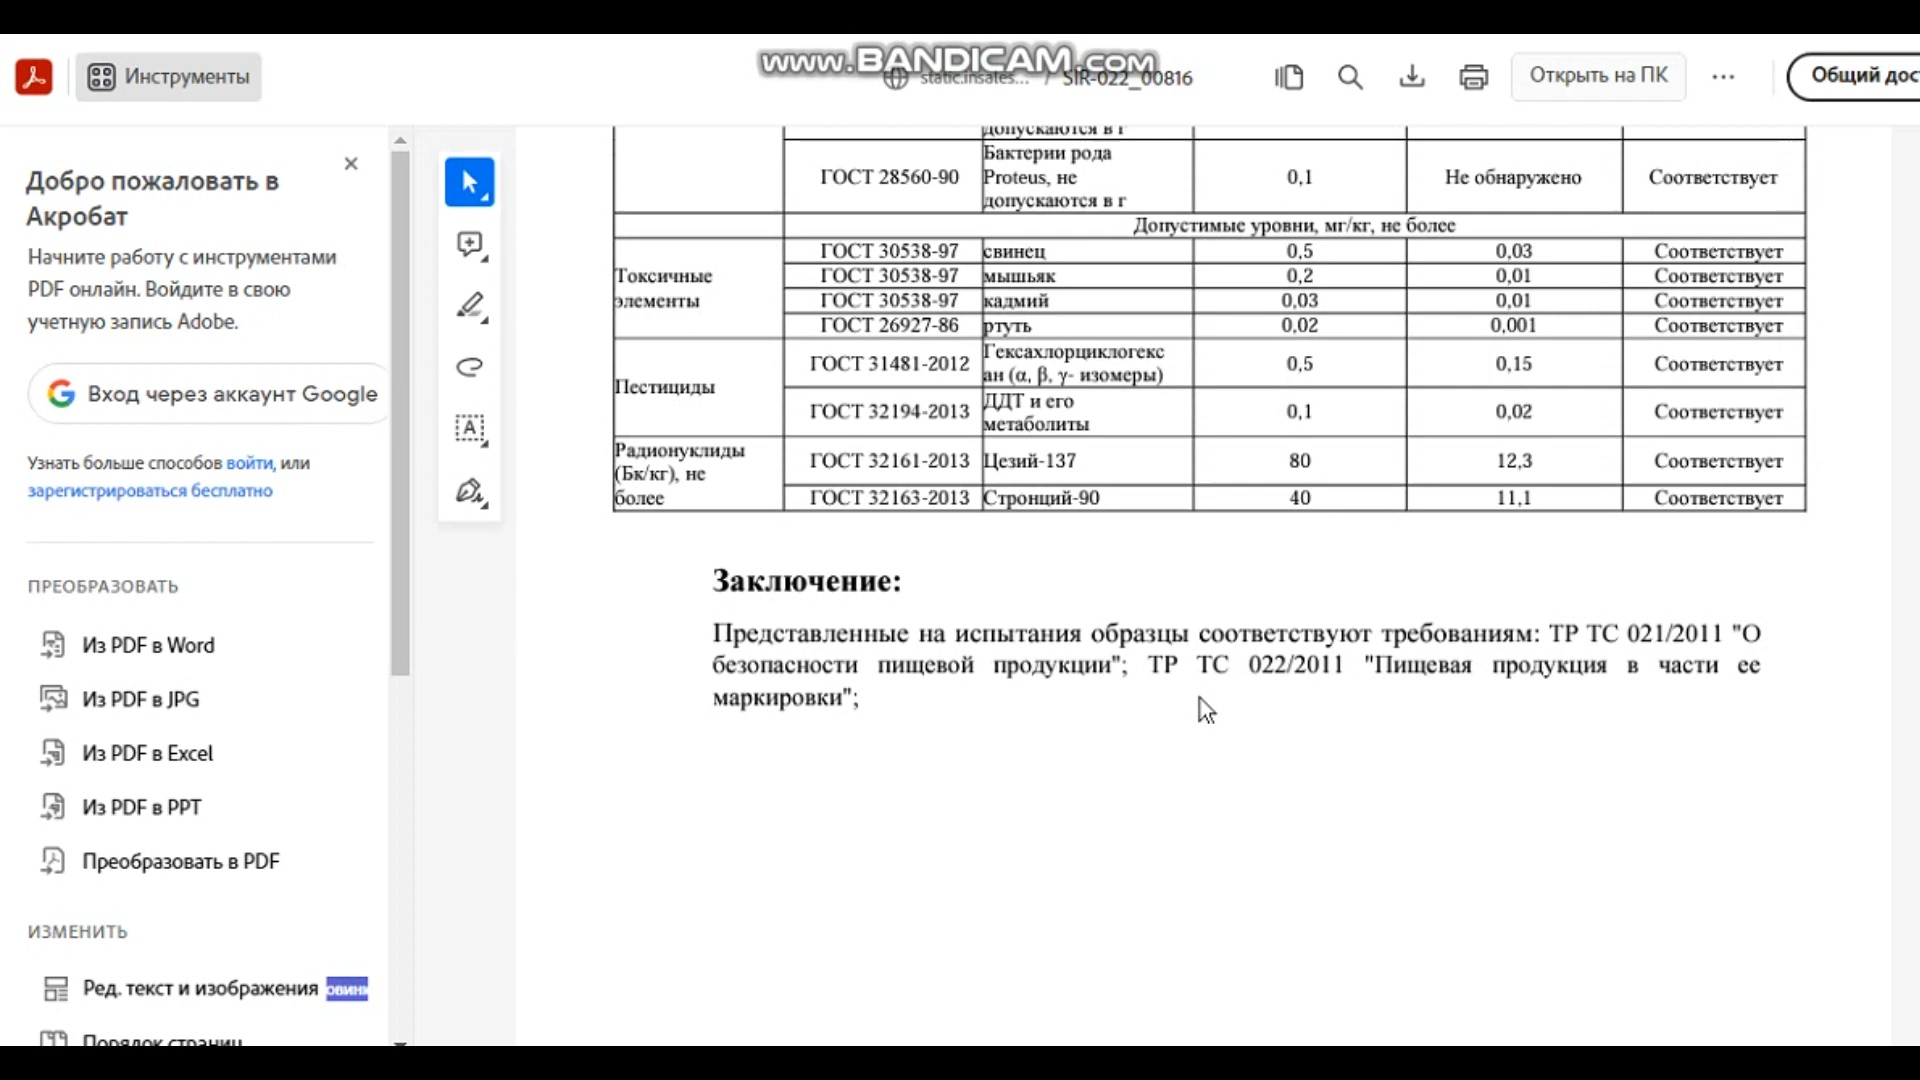 www.BANDICAM.com
Инструменты
static.insales... / SIR-022_00816
Открыть на ПК
Общий дос
Добро пожаловать в
Акробат
Начните работу с инструментами
PDF онлайн. Войдите в свою
учетную запись Adobe.
Вход через аккаунт Google
Узнать больше способов войти, или
зарегистрироваться бесплатно
ПРЕОБРАЗОВАТЬ
Из PDF в Word
Из PDF в JPG
Из PDF в Excel
Из PDF в PPT
Преобразовать в PDF
ИЗМЕНИТЬ
Ред. текст и изображения
Порядок страниц
допускаются в г
ГОСТ 28560-90 Бактерии рода Proteus, не допускаются в г 0,1 Не обнаружено Соответствует
Допустимые уровни, мг/кг, не более
Токсичные элементы
ГОСТ 30538-97 свинец 0,5 0,03 Соответствует
ГОСТ 30538-97 мышьяк 0,2 0,01 Соответствует
ГОСТ 30538-97 кадмий 0,03 0,01 Соответствует
ГОСТ 26927-86 ртуть 0,02 0,001 Соответствует
Пестициды
ГОСТ 31481-2012 Гексахлорциклогекс ан (α, β, γ- изомеры) 0,5 0,15 Соответствует
ГОСТ 32194-2013 ДДТ и его метаболиты 0,1 0,02 Соответствует
Радионуклиды (Бк/кг), не более
ГОСТ 32161-2013 Цезий-137 80 12,3 Соответствует
ГОСТ 32163-2013 Стронций-90 40 11,1 Соответствует
Заключение:
Представленные на испытания образцы соответствуют требованиям: ТР ТС 021/2011 "О
безопасности пищевой продукции"; ТР ТС 022/2011 "Пищевая продукция в части ее
маркировки";